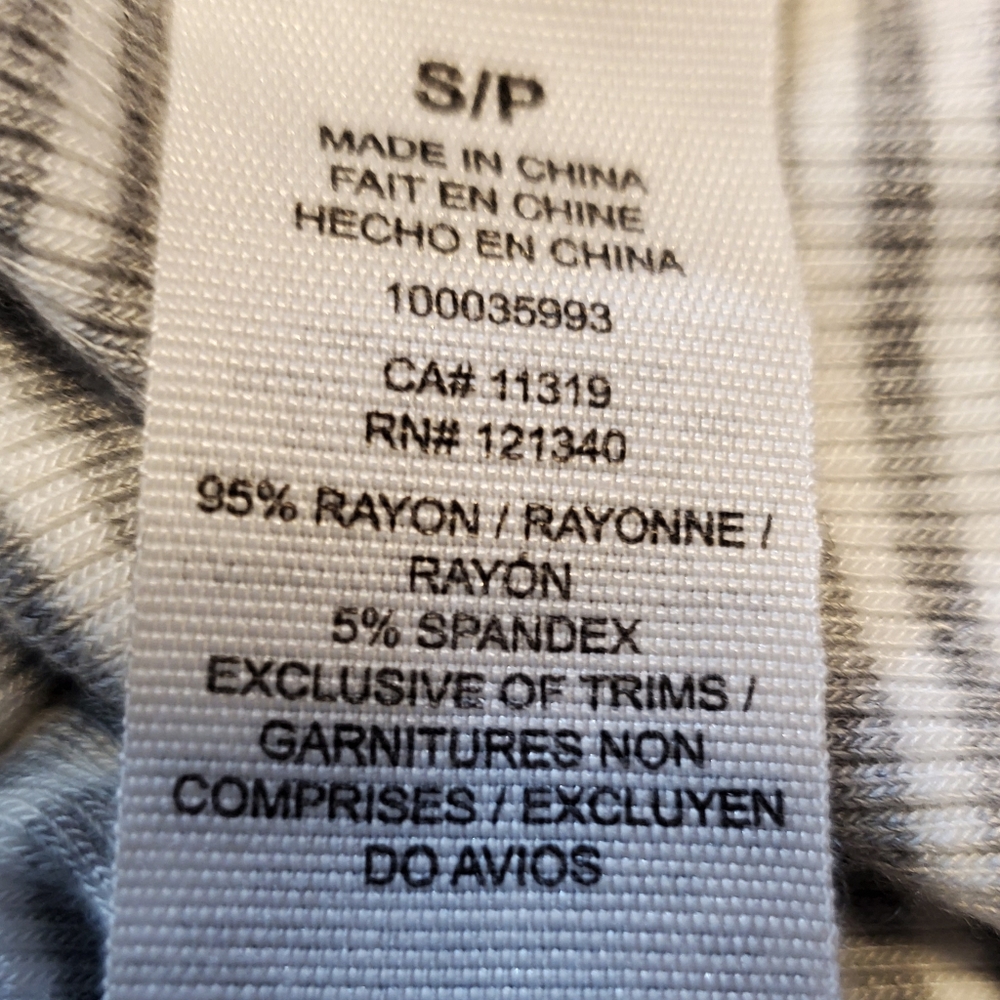 S/P
MADE IN CHINA
FAIT EN CHINE
HECHO EN CHINA
100035993
CA# 11319
RN# 121340
95% RAYON / RAYONNE /
RAYÓN
5% SPANDEX
EXCLUSIVE OF TRIMS /
GARNITURES NON
COMPRISES / EXCLUYEN
DO AVIOS